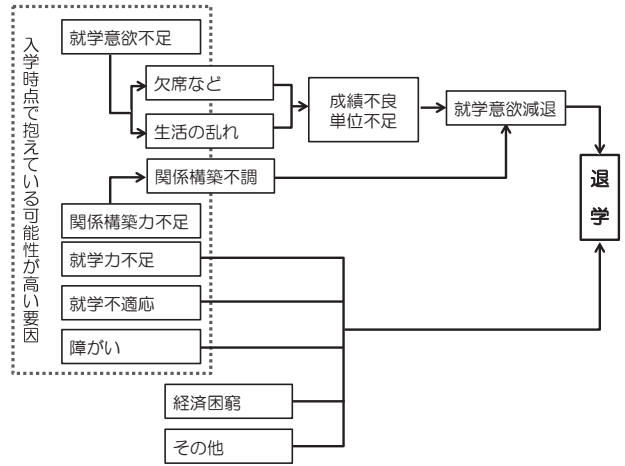 入学時点で抱えている可能性が高い要因
就学意欲不足
欠席など
生活の乱れ
成績不良
単位不足
就学意欲減退
関係構築不調
関係構築力不足
就学力不足
就学不適応
障がい
経済困窮
その他
退学